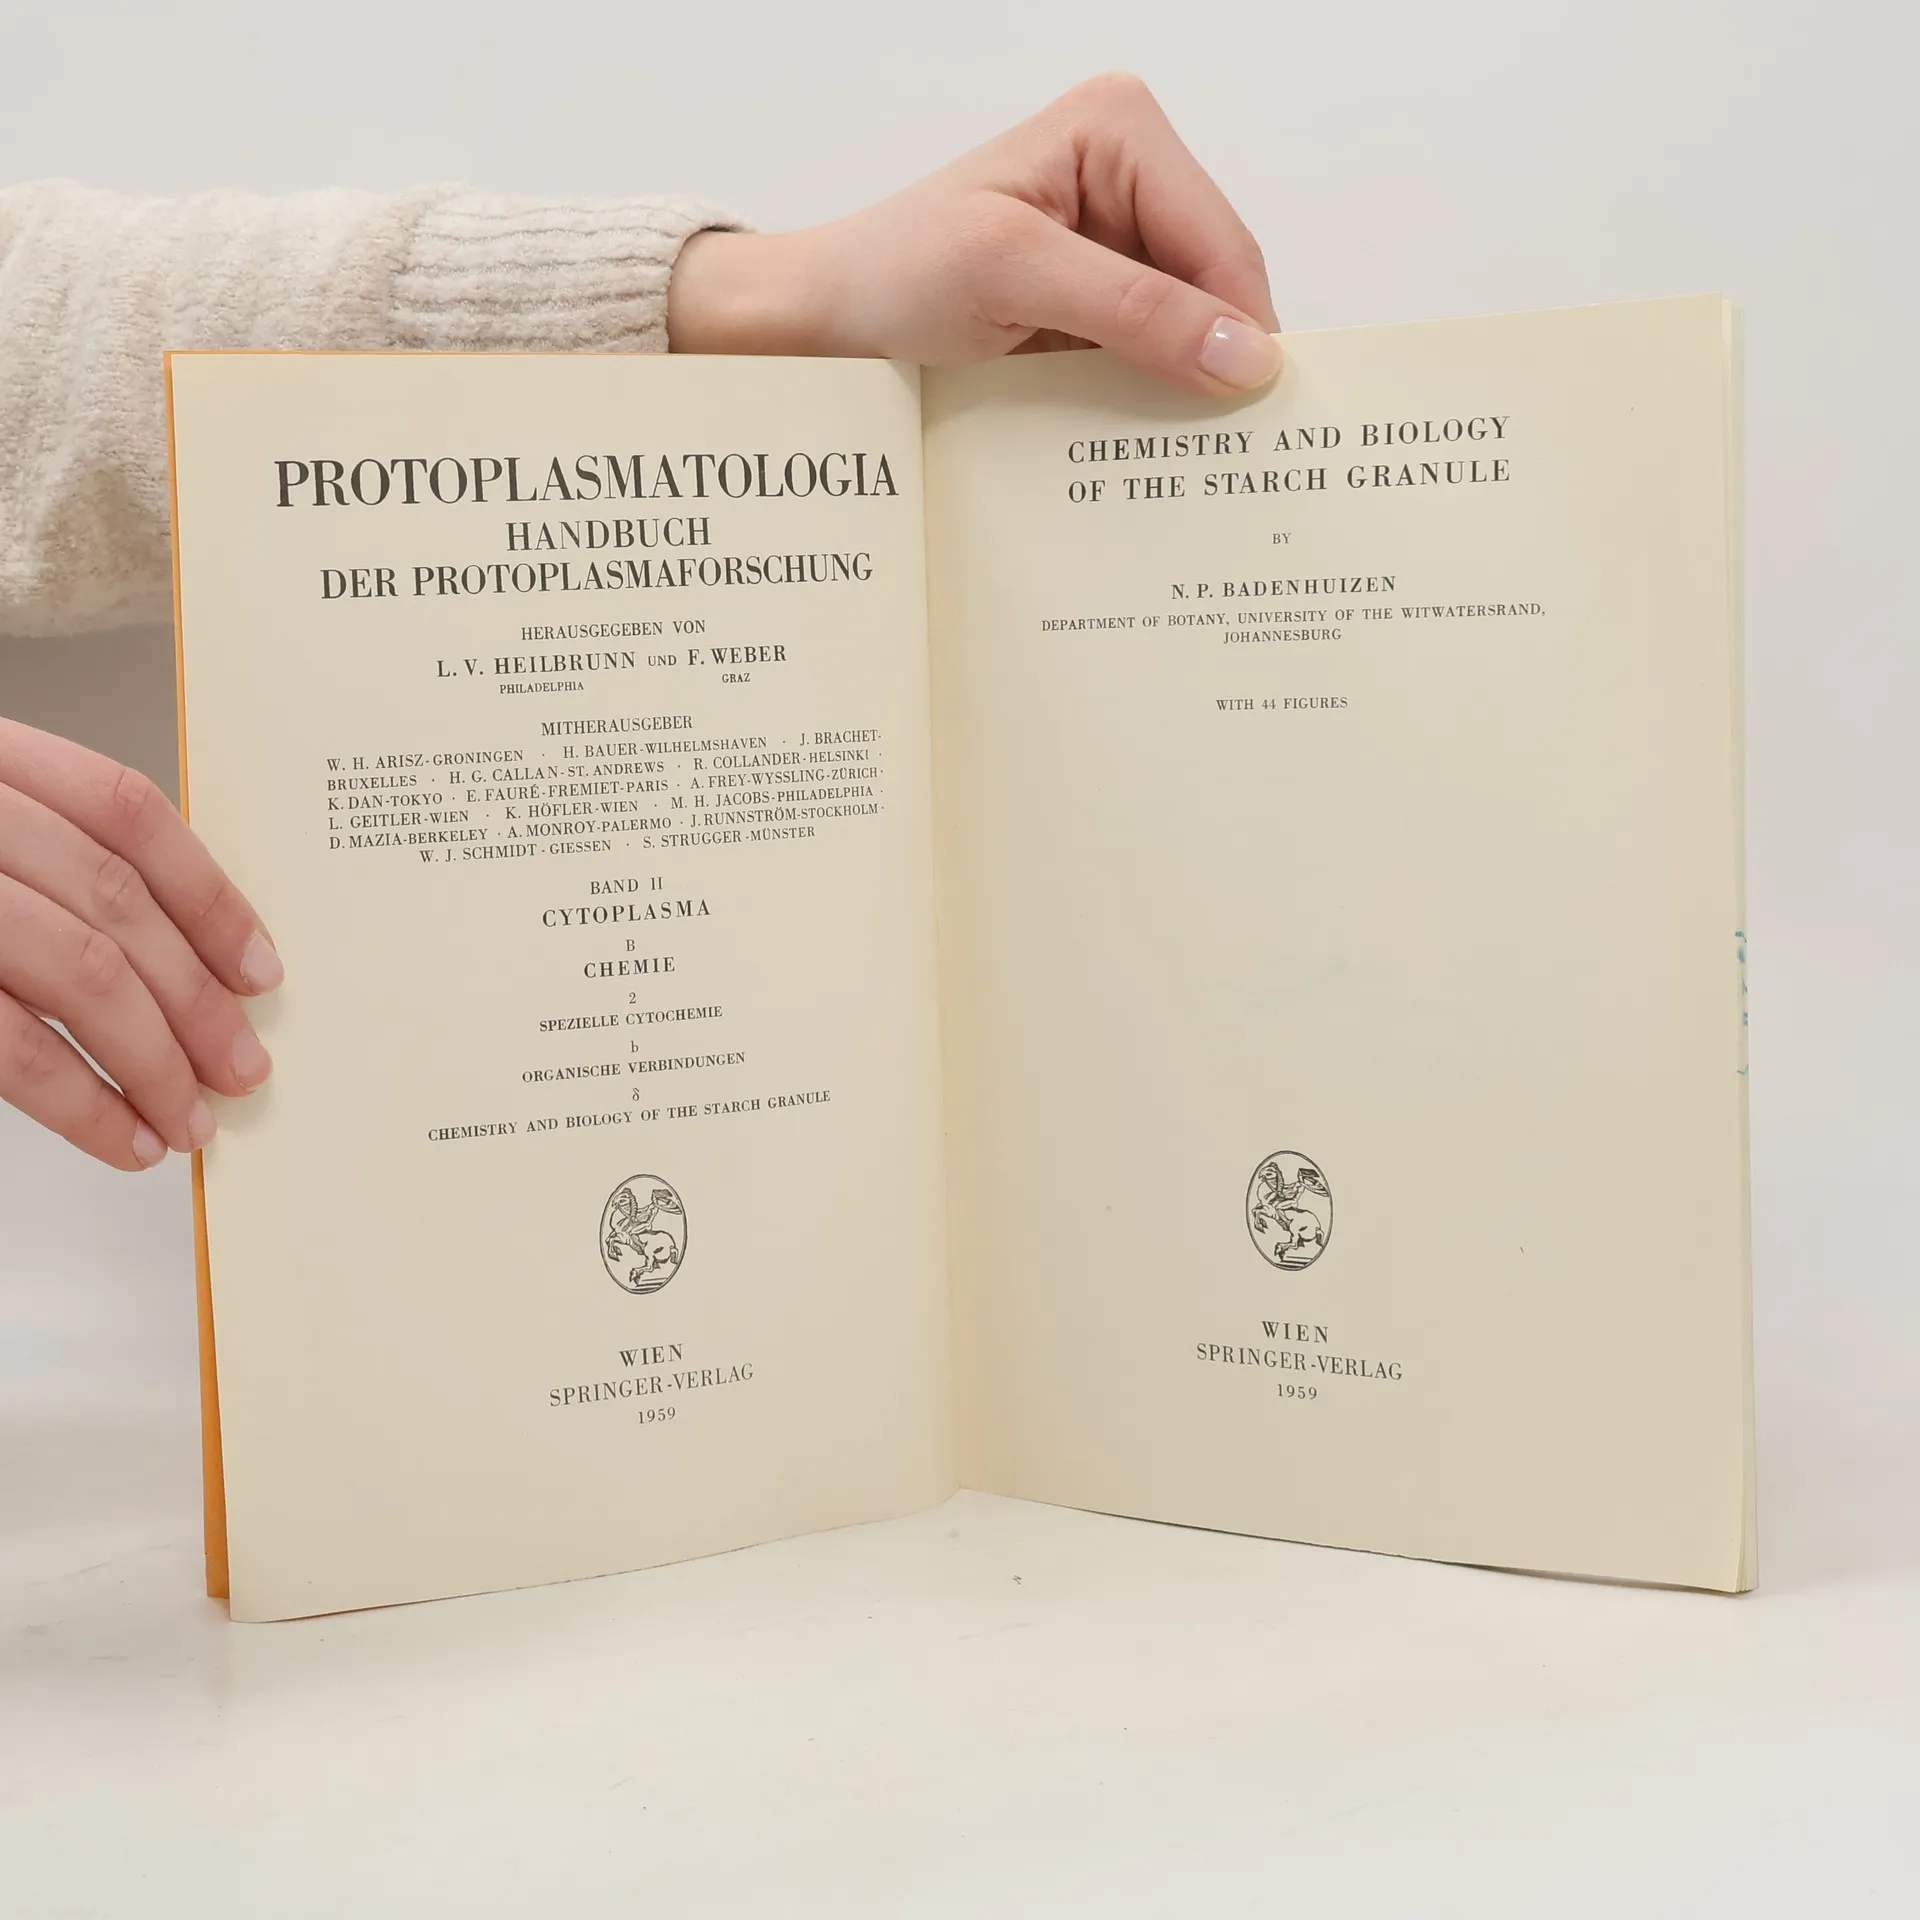 PROTOPLASMATOLOGIA
HANDBUCH
DER PROTOPLASMAFORSCHUNG
HERAUSGEGEBEN VON
L. V. HEILBRUNN UND F. WEBER
PHILADELPHIA GRAZ
MITHERAUSGEBER
W. H. ARISZ-GRONINGEN · H. BAUER-WILHELMSHAVEN · J. BRACHET-
BRUXELLES · H. G. CALLAN-ST. ANDREWS · R. COLLANDER-HELSINKI ·
K. DAN-TOKYO · E. FAURÉ-FREMIET-PARIS · A. FREY-WYSSLING-ZÜRICH ·
L. GEITLER-WIEN · K. HÖFLER-WIEN · M. H. JACOBS-PHILADELPHIA ·
D. MAZIA-BERKELEY · A. MONROY-PALERMO · J. RUNNSTRÖM-STOCKHOLM ·
W. J. SCHMIDT-GIESSEN · S. STRUGGER-MÜNSTER
BAND II
CYTOPLASMA
B
CHEMIE
2
SPEZIELLE CYTOCHEMIE
b
ORGANISCHE VERBINDUNGEN
δ
CHEMISTRY AND BIOLOGY OF THE STARCH GRANULE
WIEN
SPRINGER-VERLAG
1959
CHEMISTRY AND BIOLOGY
OF THE STARCH GRANULE
BY
N. P. BADENHUIZEN
DEPARTMENT OF BOTANY, UNIVERSITY OF THE WITWATERSRAND,
JOHANNESBURG
WITH 44 FIGURES
WIEN
SPRINGER-VERLAG
1959